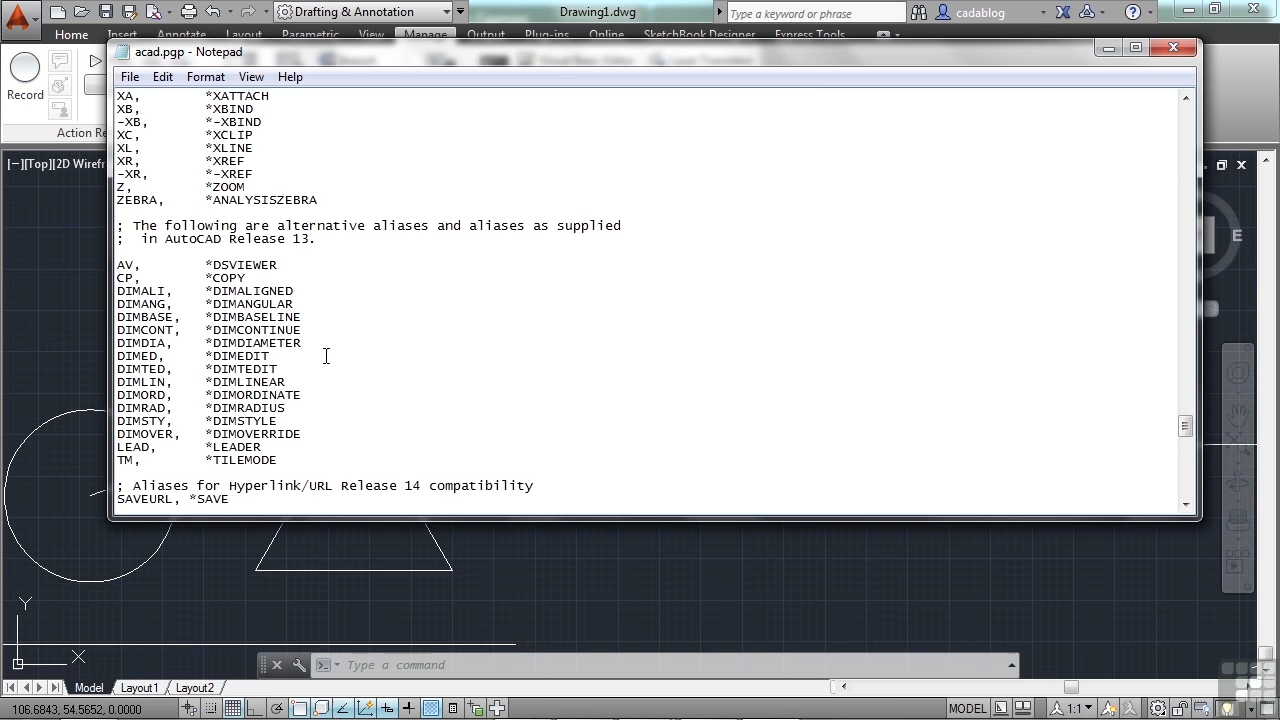 Drafting & Annotation
Drawing1.dwg
Type a keyword or phrase
cadablog
Home Insert Annotate Layout Parametric View Manage Output Plug-ins Online SketchBook Designer Express Tools
acad.pgp - Notepad
Record
File Edit Format View Help
XA, *XATTACH
XB, *XBIND
-XB, *-XBIND
XC, *XCLIP
XL, *XLINE
XR, *XREF
-XR, *-XREF
Z, *ZOOM
ZEBRA, *ANALYSISZEBRA
; The following are alternative aliases and aliases as supplied
; in AutoCAD Release 13.
AV, *DSVIEWER
CP, *COPY
DIMALI, *DIMALIGNED
DIMANG, *DIMANGULAR
DIMBASE, *DIMBASELINE
DIMCONT, *DIMCONTINUE
DIMDIA, *DIMDIAMETER
DIMED, *DIMEDIT
DIMTED, *DIMTEDIT
DIMLIN, *DIMLINEAR
DIMORD, *DIMORDINATE
DIMRAD, *DIMRADIUS
DIMSTY, *DIMSTYLE
DIMOVER, *DIMOVERRIDE
LEAD, *LEADER
TM, *TILEMODE
; Aliases for Hyperlink/URL Release 14 compatibility
SAVEURL, *SAVE
Action Re
[−][Top][2D Wirefr
E
Y
X
Type a command
Model Layout1 Layout2
106.6843, 54.5652, 0.0000
MODEL
1:1